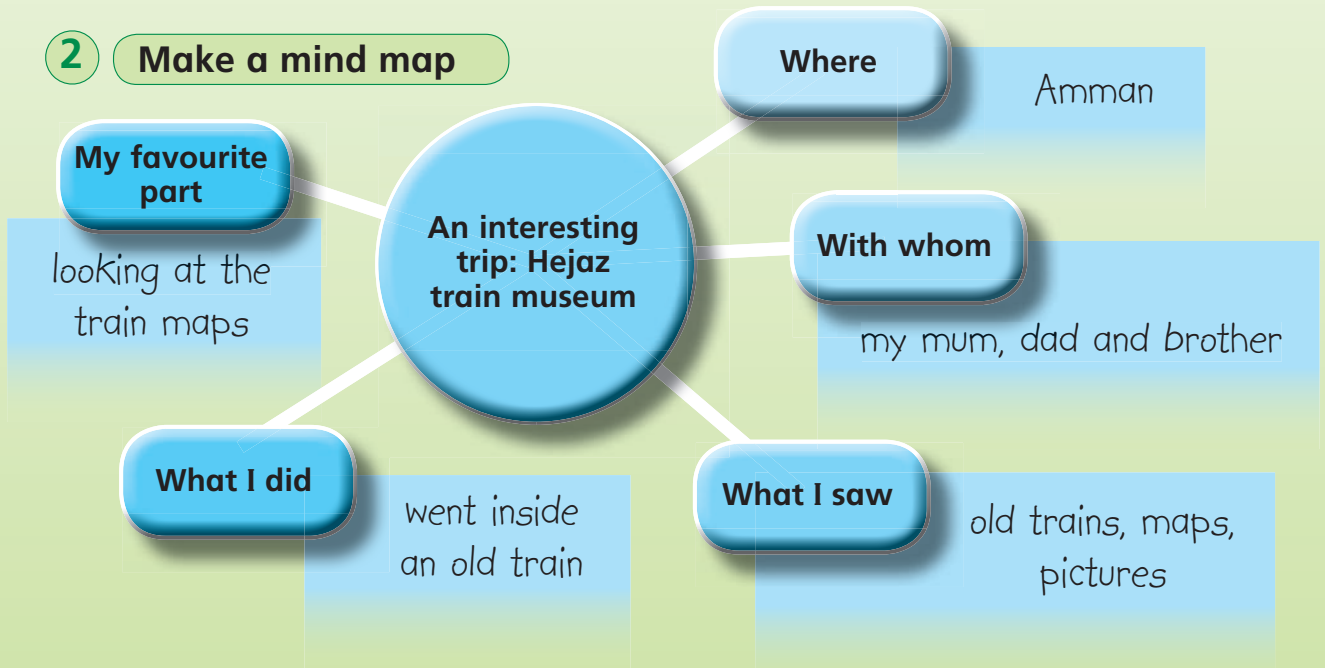 2 Make a mind map
Where
Amman
With whom
my mum, dad and brother
What I saw
old trains, maps,
pictures
What I did
went inside
an old train
My favourite
part
looking at the
train maps
An interesting
trip: Hejaz
train museum